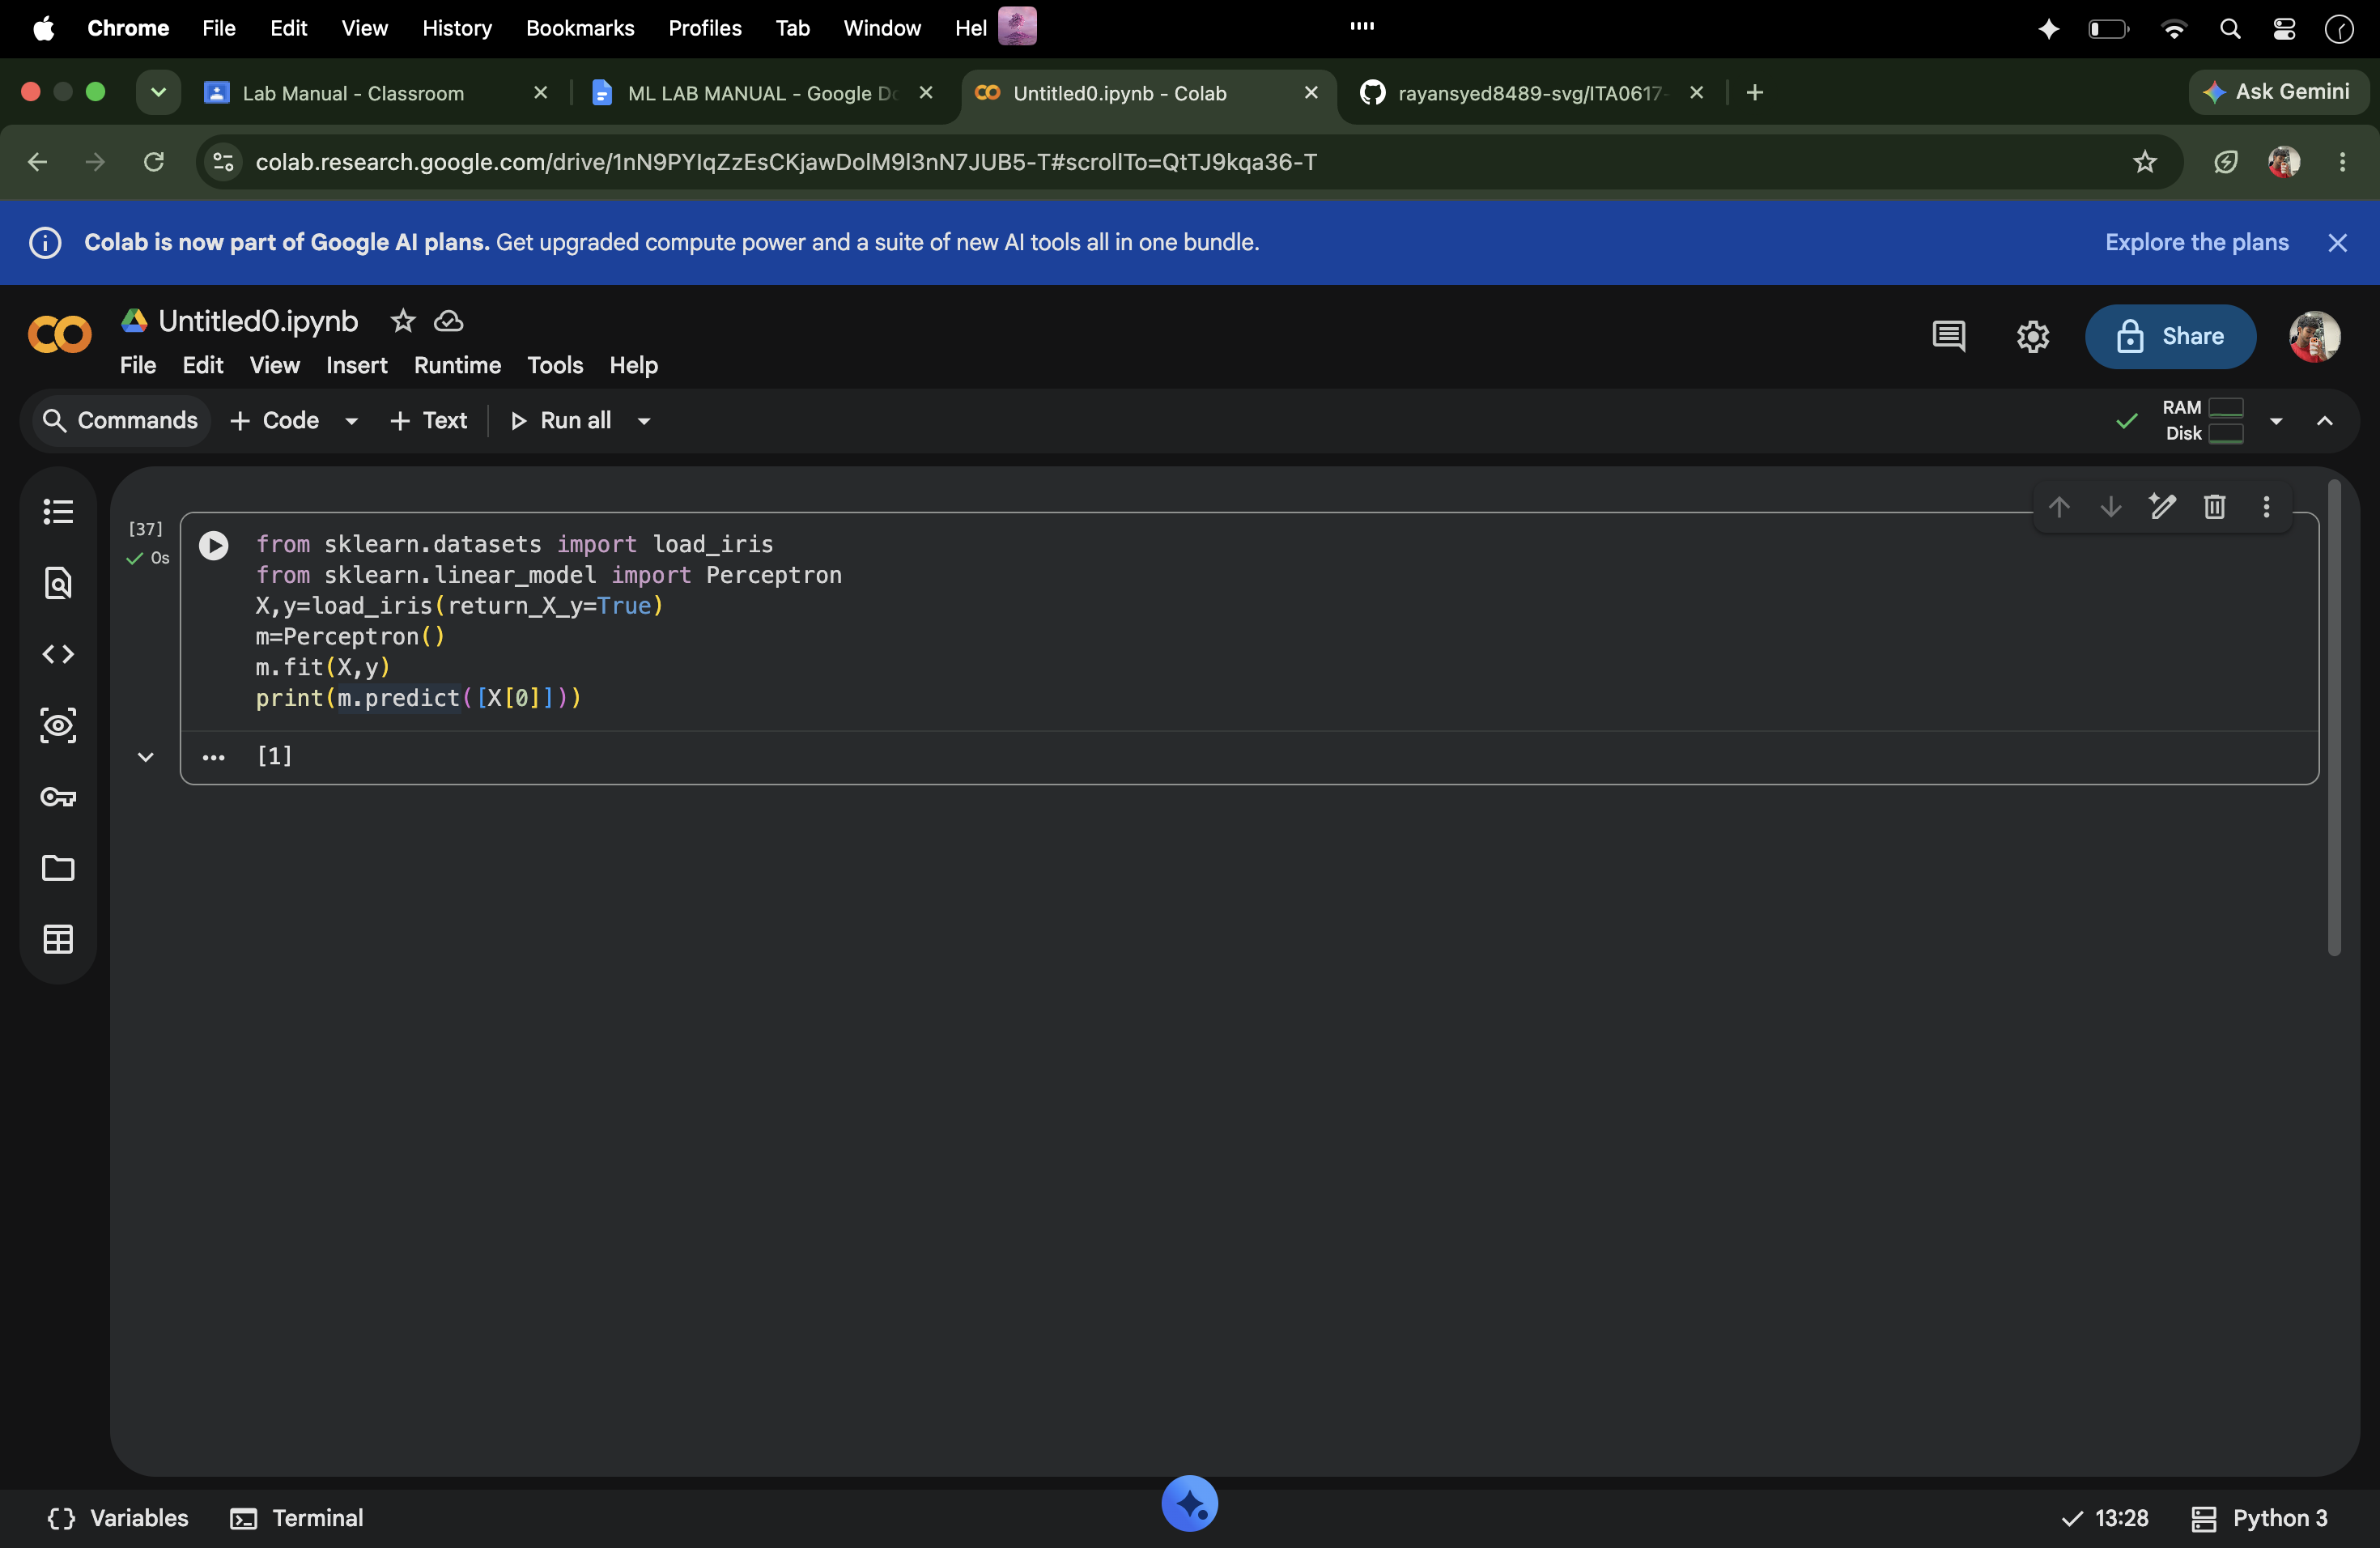 Chrome File Edit View History Bookmarks Profiles Tab Window Hel
Lab Manual - Classroom
ML LAB MANUAL - Google Do
Untitled0.ipynb - Colab
rayansyed8489-svg/ITA0617-
Ask Gemini
colab.research.google.com/drive/1nN9PYIqZzEsCKjawDolM9l3nN7JUB5-T#scrollTo=QtTJ9kqa36-T
Colab is now part of Google AI plans. Get upgraded compute power and a suite of new AI tools all in one bundle.
Explore the plans
Untitled0.ipynb
File Edit View Insert Runtime Tools Help
Share
Commands + Code + Text Run all
RAM
Disk
[37]
0s
from sklearn.datasets import load_iris
from sklearn.linear_model import Perceptron
X,y=load_iris(return_X_y=True)
m=Perceptron()
m.fit(X,y)
print(m.predict([X[0]]))
[1]
Variables Terminal
13:28 Python 3